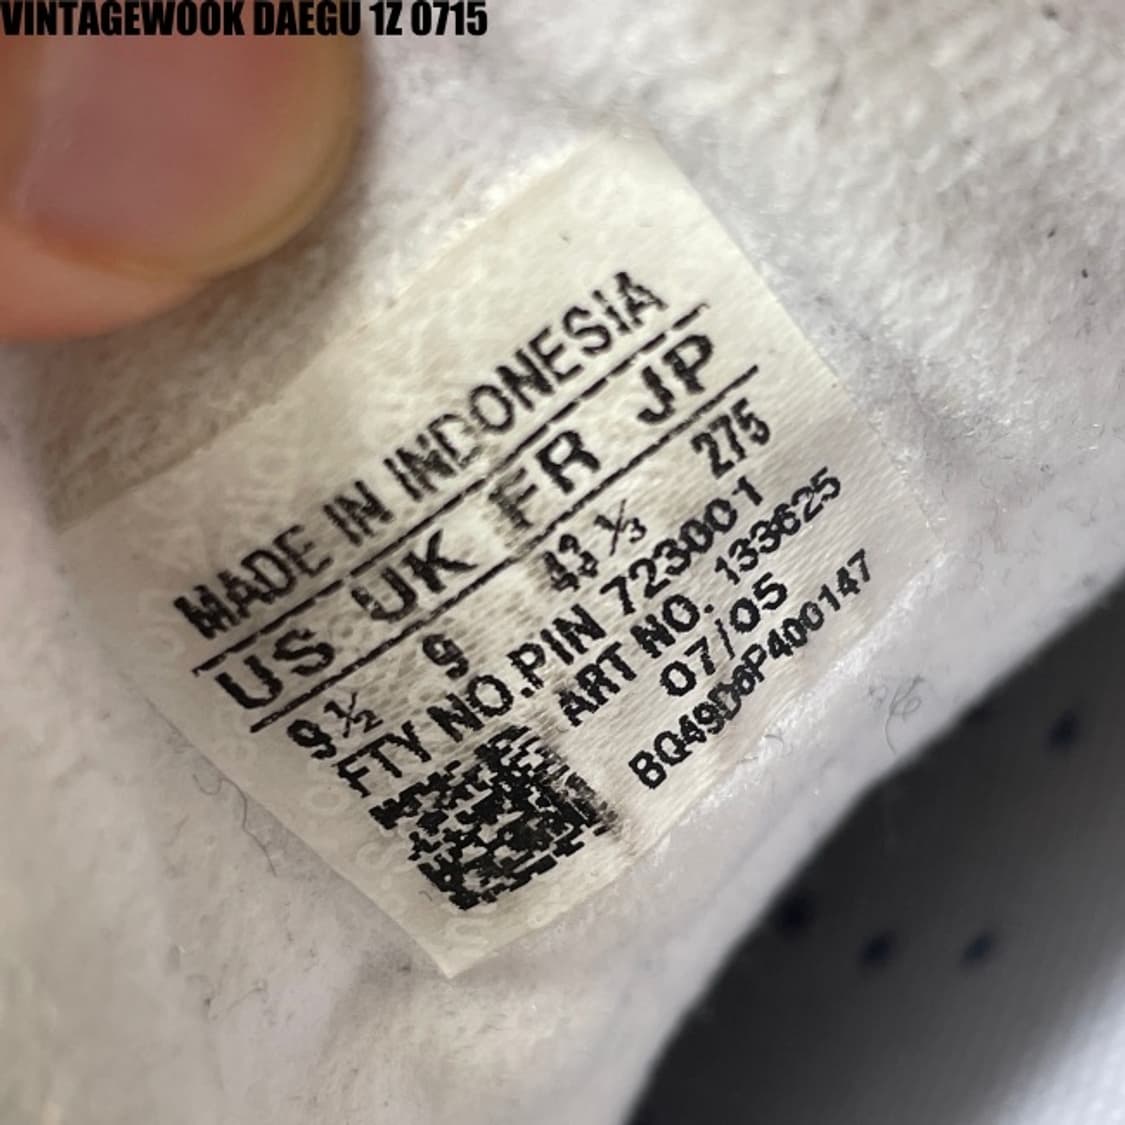 VINTAGEWOOK DAEGU 1Z 0715
MADE IN INDONESIA
US UK FR JP
9½ 9 43⅓ 275
FTY NO.PIN 723001
ART NO. 133625
07/05
BQ49D6P400147